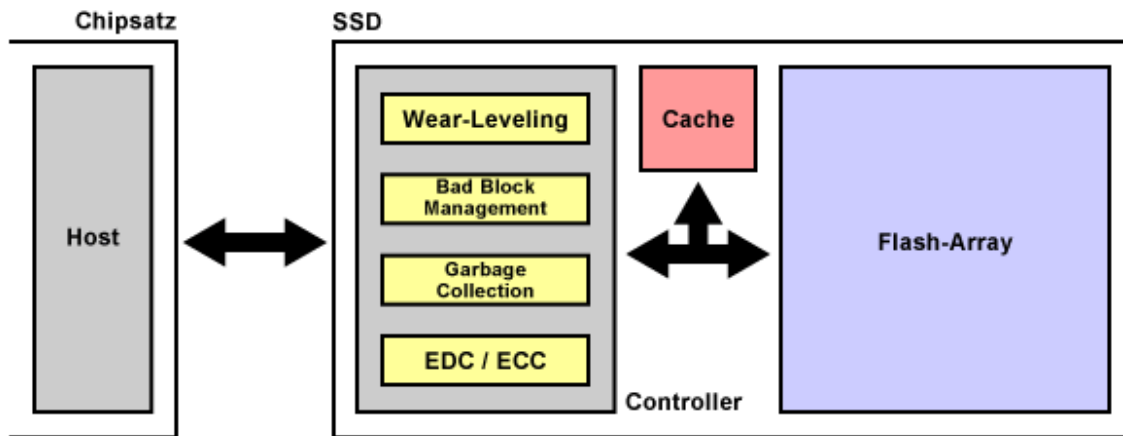 Chipsatz
SSD
Host
Wear-Leveling
Bad Block
Management
Garbage
Collection
EDC / ECC
Controller
Cache
Flash-Array